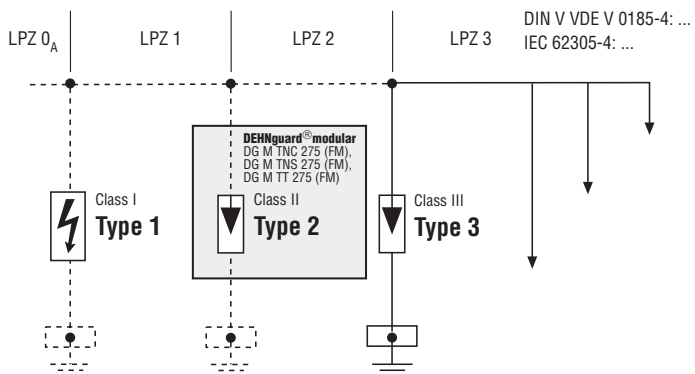 LPZ 0A
LPZ 1
LPZ 2
LPZ 3
DIN V VDE V 0185-4: ...
IEC 62305-4: ...
DEHNguard®modular
DG M TNC 275 (FM),
DG M TNS 275 (FM),
DG M TT 275 (FM)
Class I
Type 1
Class II
Type 2
Class III
Type 3